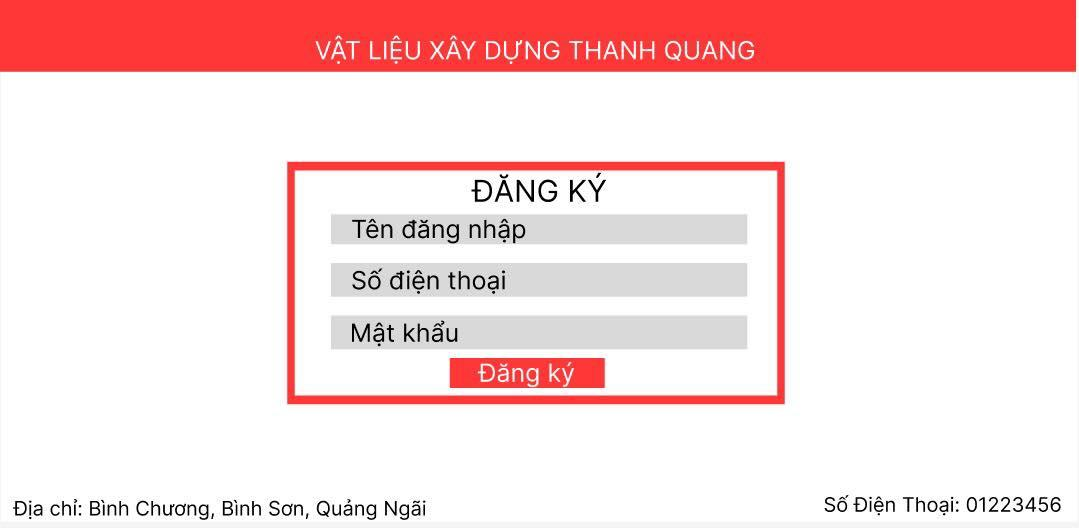 VẬT LIỆU XÂY DỰNG THANH QUANG
ĐĂNG KÝ
Tên đăng nhập
Số điện thoại
Mật khẩu
Đăng ký
Địa chỉ: Bình Chương, Bình Sơn, Quảng Ngãi
Số Điện Thoại: 01223456